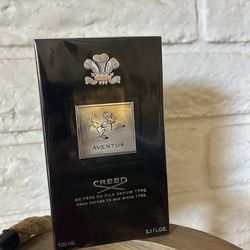 AVENTUS
CREED
DE PÈRE EN FILS DEPUIS 1760
FROM FATHER TO SON SINCE 1760
100 ML 3.3 FL.OZ.